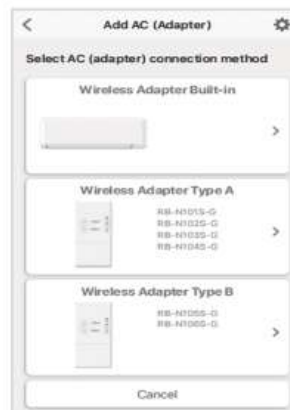 Add AC (Adapter)
Select AC (adapter) connection method
Wireless Adapter Built-in
Wireless Adapter Type A
RB-N101S-G
RB-N102S-G
RB-N103S-G
RB-N104S-G
Wireless Adapter Type B
RB-N105S-G
RB-N106S-G
Cancel